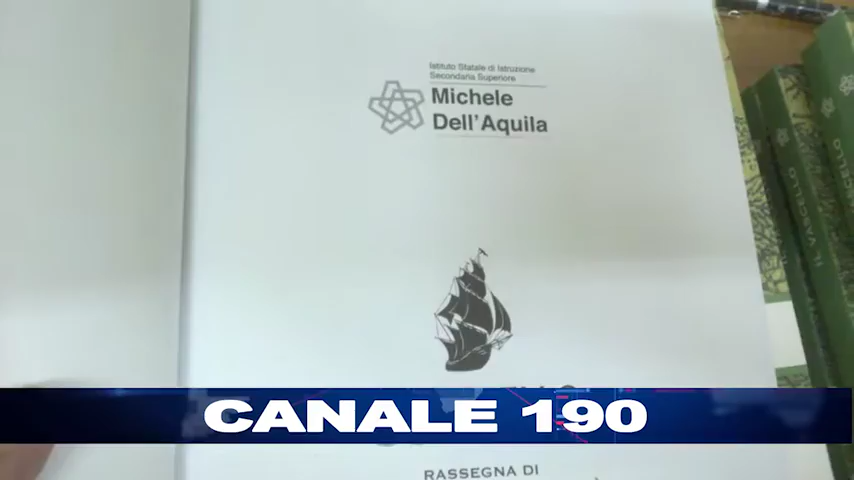 Istituto Statale di Istruzione
Secondaria Superiore
Michele
Dell'Aquila
IL VASCELLO
CANALE 190
RASSEGNA DI